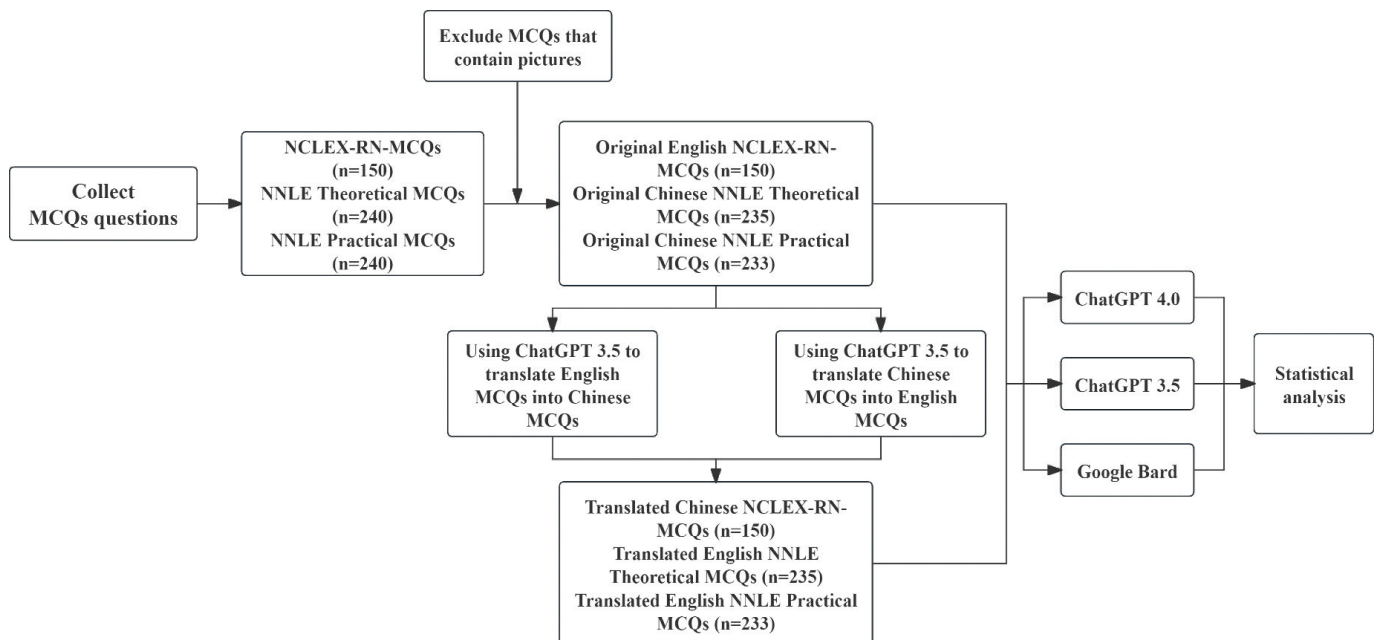 Exclude MCQs that
contain pictures
Collect
MCQs questions
NCLEX-RN-MCQs
(n=150)
NNLE Theoretical MCQs
(n=240)
NNLE Practical MCQs
(n=240)
Original English NCLEX-RN-
MCQs (n=150)
Original Chinese NNLE Theoretical
MCQs (n=235)
Original Chinese NNLE Practical
MCQs (n=233)
Using ChatGPT 3.5 to
translate English
MCQs into Chinese
MCQs
Using ChatGPT 3.5 to
translate Chinese
MCQs into English
MCQs
Translated Chinese NCLEX-RN-
MCQs (n=150)
Translated English NNLE
Theoretical MCQs (n=235)
Translated English NNLE Practical
MCQs (n=233)
ChatGPT 4.0
ChatGPT 3.5
Google Bard
Statistical
analysis